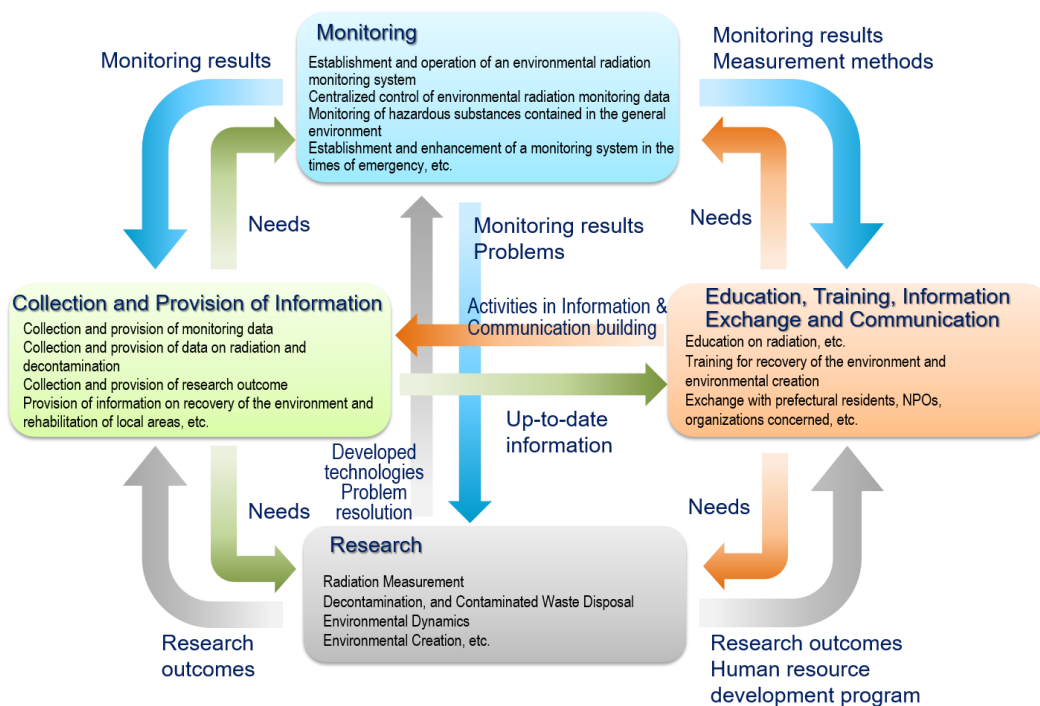 Monitoring
Establishment and operation of an environmental radiation
monitoring system
Centralized control of environmental radiation monitoring data
Monitoring of hazardous substances contained in the general
environment
Establishment and enhancement of a monitoring system in the
times of emergency, etc.
Monitoring results
Monitoring results
Measurement methods
Needs
Needs
Monitoring results
Problems
Collection and Provision of Information
Collection and provision of monitoring data
Collection and provision of data on radiation and
decontamination
Collection and provision of research outcome
Provision of information on recovery of the environment and
rehabilitation of local areas, etc.
Activities in Information &
Communication building
Education, Training, Information
Exchange and Communication
Education on radiation, etc.
Training for recovery of the environment and
environmental creation
Exchange with prefectural residents, NPOs,
organizations concerned, etc.
Up-to-date
information
Developed
technologies
Problem
resolution
Needs
Needs
Research
Radiation Measurement
Decontamination, and Contaminated Waste Disposal
Environmental Dynamics
Environmental Creation, etc.
Research
outcomes
Research outcomes
Human resource
development program